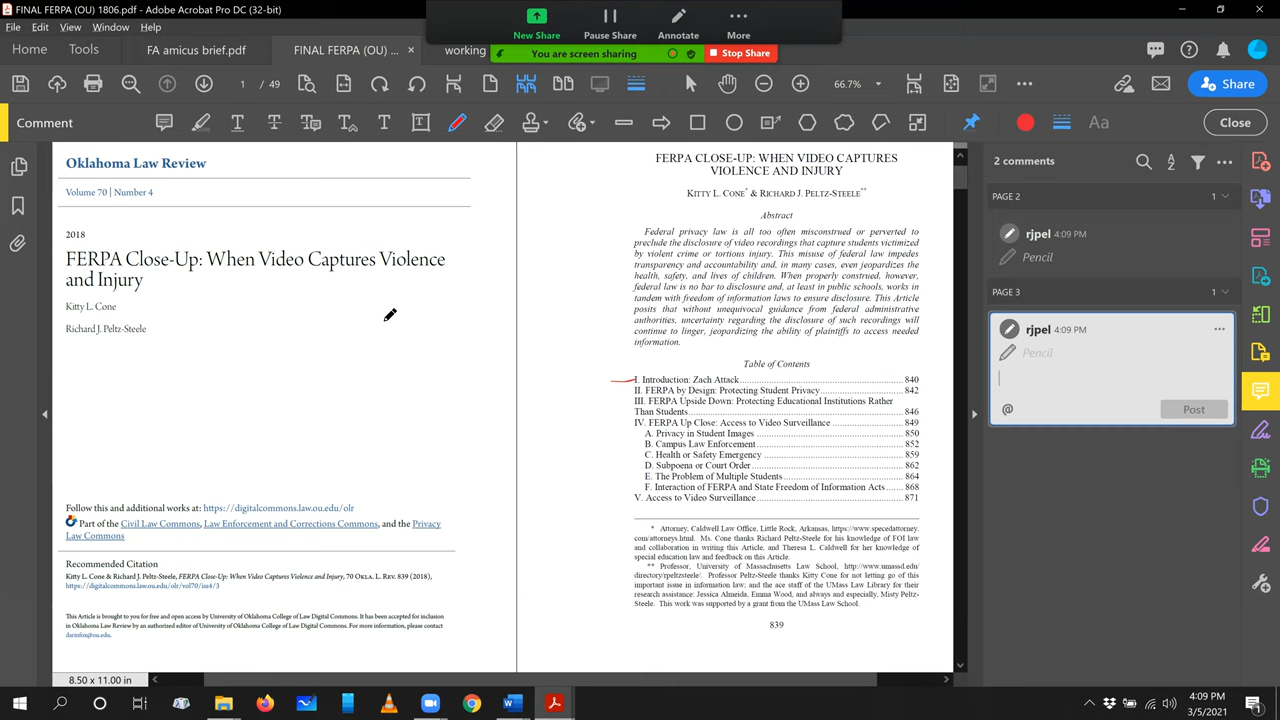 FINAL FERPA (OU) 1806.pdf - Adobe Acrobat Pro DC (32-bit)
File Edit View Window Help
New Share Pause Share Annotate More
You are screen sharing Stop Share
Home Tools FA amicus brief.pdf FINAL FERPA (OU) ... × working
1 / 49 66.7% Share
Comment Close
Oklahoma Law Review
Volume 70 | Number 4
2018
FERPA Close-Up: When Video Captures Violence
and Injury
Kitty L. Cone
Richard J. Peltz-Steele
Follow this and additional works at: https://digitalcommons.law.ou.edu/olr
Part of the Civil Law Commons, Law Enforcement and Corrections Commons, and the Privacy
Law Commons
Recommended Citation
Kitty L. Cone & Richard J. Peltz-Steele, FERPA Close-Up: When Video Captures Violence and Injury, 70 OKLA. L. REV. 839 (2018),
https://digitalcommons.law.ou.edu/olr/vol70/iss4/3
This Article is brought to you for free and open access by University of Oklahoma College of Law Digital Commons. It has been accepted for inclusion
in Oklahoma Law Review by an authorized editor of University of Oklahoma College of Law Digital Commons. For more information, please contact
darinfox@ou.edu.
8.50 x 11.00 in
FERPA CLOSE-UP: WHEN VIDEO CAPTURES
VIOLENCE AND INJURY
KITTY L. CONE* & RICHARD J. PELTZ-STEELE**
Abstract
Federal privacy law is all too often misconstrued or perverted to
preclude the disclosure of video recordings that capture students victimized
by violent crime or tortious injury. This misuse of federal law impedes
transparency and accountability and, in many cases, even jeopardizes the
health, safety, and lives of children. When properly construed, however,
federal law is no bar to disclosure and, at least in public schools, works in
tandem with freedom of information laws to ensure disclosure. This Article
posits that without unequivocal guidance from federal administrative
authorities, uncertainty regarding the disclosure of such recordings will
continue to linger, jeopardizing the ability of plaintiffs to access needed
information.
Table of Contents
I. Introduction: Zach Attack 840
II. FERPA by Design: Protecting Student Privacy 842
III. FERPA Upside Down: Protecting Educational Institutions Rather
Than Students 846
IV. FERPA Up Close: Access to Video Surveillance 849
A. Privacy in Student Images 850
B. Campus Law Enforcement 852
C. Health or Safety Emergency 859
D. Subpoena or Court Order 862
E. The Problem of Multiple Students 864
F. Interaction of FERPA and State Freedom of Information Acts 868
V. Access to Video Surveillance 871
* Attorney, Caldwell Law Office, Little Rock, Arkansas, https://www.specedattorney.
com/attorneys.html. Ms. Cone thanks Richard Peltz-Steele for his knowledge of FOI law
and collaboration in writing this Article, and Theresa L. Caldwell for her knowledge of
special education law and feedback on this Article.
** Professor, University of Massachusetts Law School, http://www.umassd.edu/
directory/rpeltzsteele/. Professor Peltz-Steele thanks Kitty Cone for not letting go of this
important issue in information law; and the ace staff of the UMass Law Library for their
research assistance: Jessica Almeida, Emma Wood, and always and especially, Misty Peltz-
Steele. This work was supported by a grant from the UMass Law School.
839
2 comments
PAGE 2 1
rjpel 4:09 PM
Pencil
PAGE 3 1
rjpel 4:09 PM
Pencil
@ Post
4:09 PM
3/5/2021